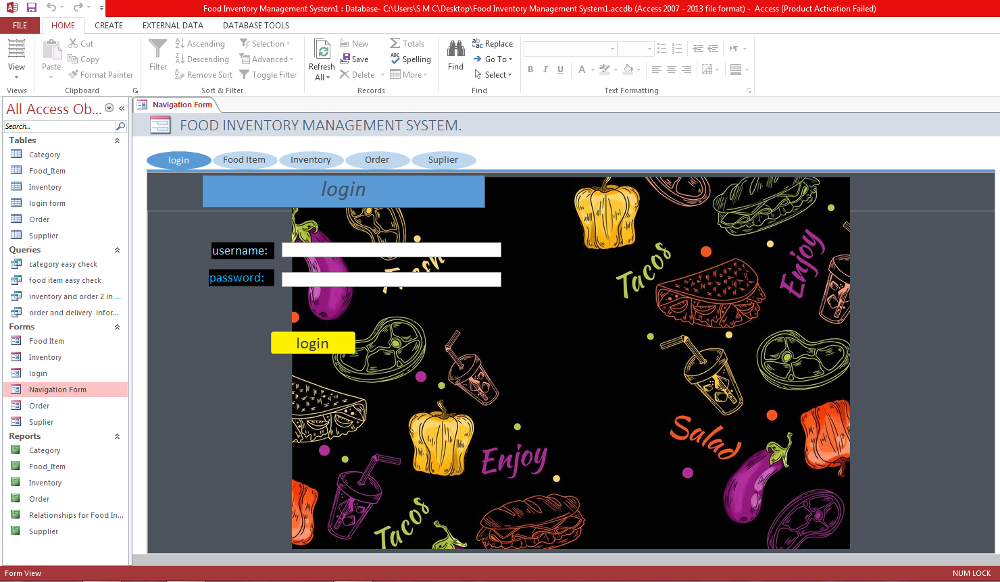 Food Inventory Management System1 : Database- C:\Users\S M C\Desktop\Food Inventory Management System1.accdb (Access 2007 - 2013 file format) - Access (Product Activation Failed)
FILE HOME CREATE EXTERNAL DATA DATABASE TOOLS
View
Views
Paste
Cut
Copy
Format Painter
Clipboard
Filter
Ascending
Descending
Remove Sort
Selection
Advanced
Toggle Filter
Sort & Filter
Refresh
All
New
Save
Delete
Totals
Spelling
More
Records
Find
Replace
Go To
Select
Find
B I U A
Text Formatting
All Access Ob...
Search...
Tables
Category
Food_Item
Inventory
login form
Order
Supplier
Queries
category easy check
food item easy check
inventory and order 2 in ...
order and delivery infor...
Forms
Food Item
Inventory
login
Navigation Form
Order
Suplier
Reports
Category
Food_Item
Inventory
Order
Relationships for Food In...
Supplier
Navigation Form
FOOD INVENTORY MANAGEMENT SYSTEM.
login Food Item Inventory Order Suplier
login
username:
password:
login
Tacos
Enjoy
Salad
Enjoy
Tacos
Form View
NUM LOCK